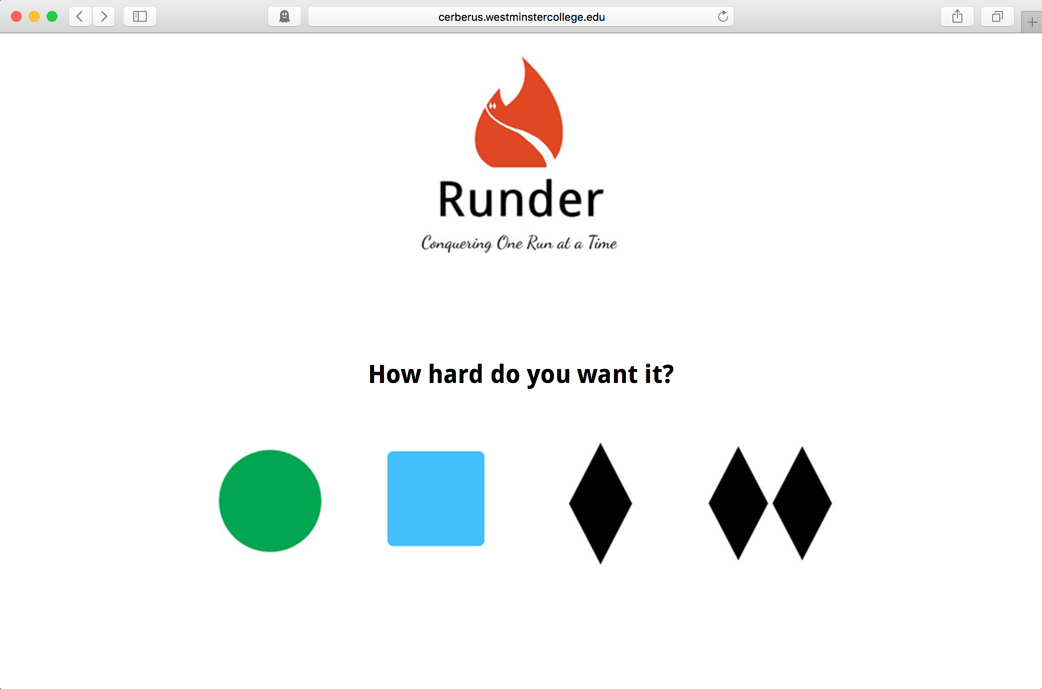 cerberus.westminstercollege.edu
Runder
Conquering One Run at a Time
How hard do you want it?